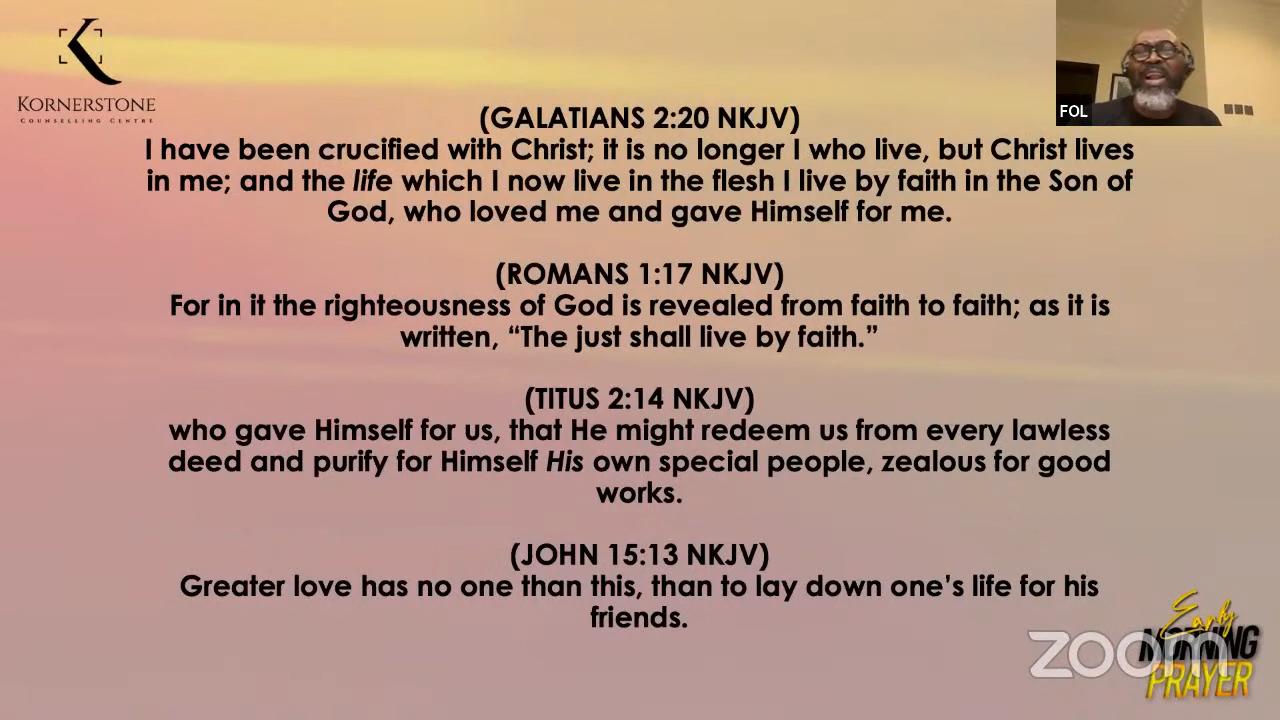 KORNERSTONE
COUNSELLING CENTRE
FOL
(GALATIANS 2:20 NKJV)
I have been crucified with Christ; it is no longer I who live, but Christ lives
in me; and the life which I now live in the flesh I live by faith in the Son of
God, who loved me and gave Himself for me.
(ROMANS 1:17 NKJV)
For in it the righteousness of God is revealed from faith to faith; as it is
written, “The just shall live by faith.”
(TITUS 2:14 NKJV)
who gave Himself for us, that He might redeem us from every lawless
deed and purify for Himself His own special people, zealous for good
works.
(JOHN 15:13 NKJV)
Greater love has no one than this, than to lay down one’s life for his
friends.
Early
MORNING
PRAYER
zoom